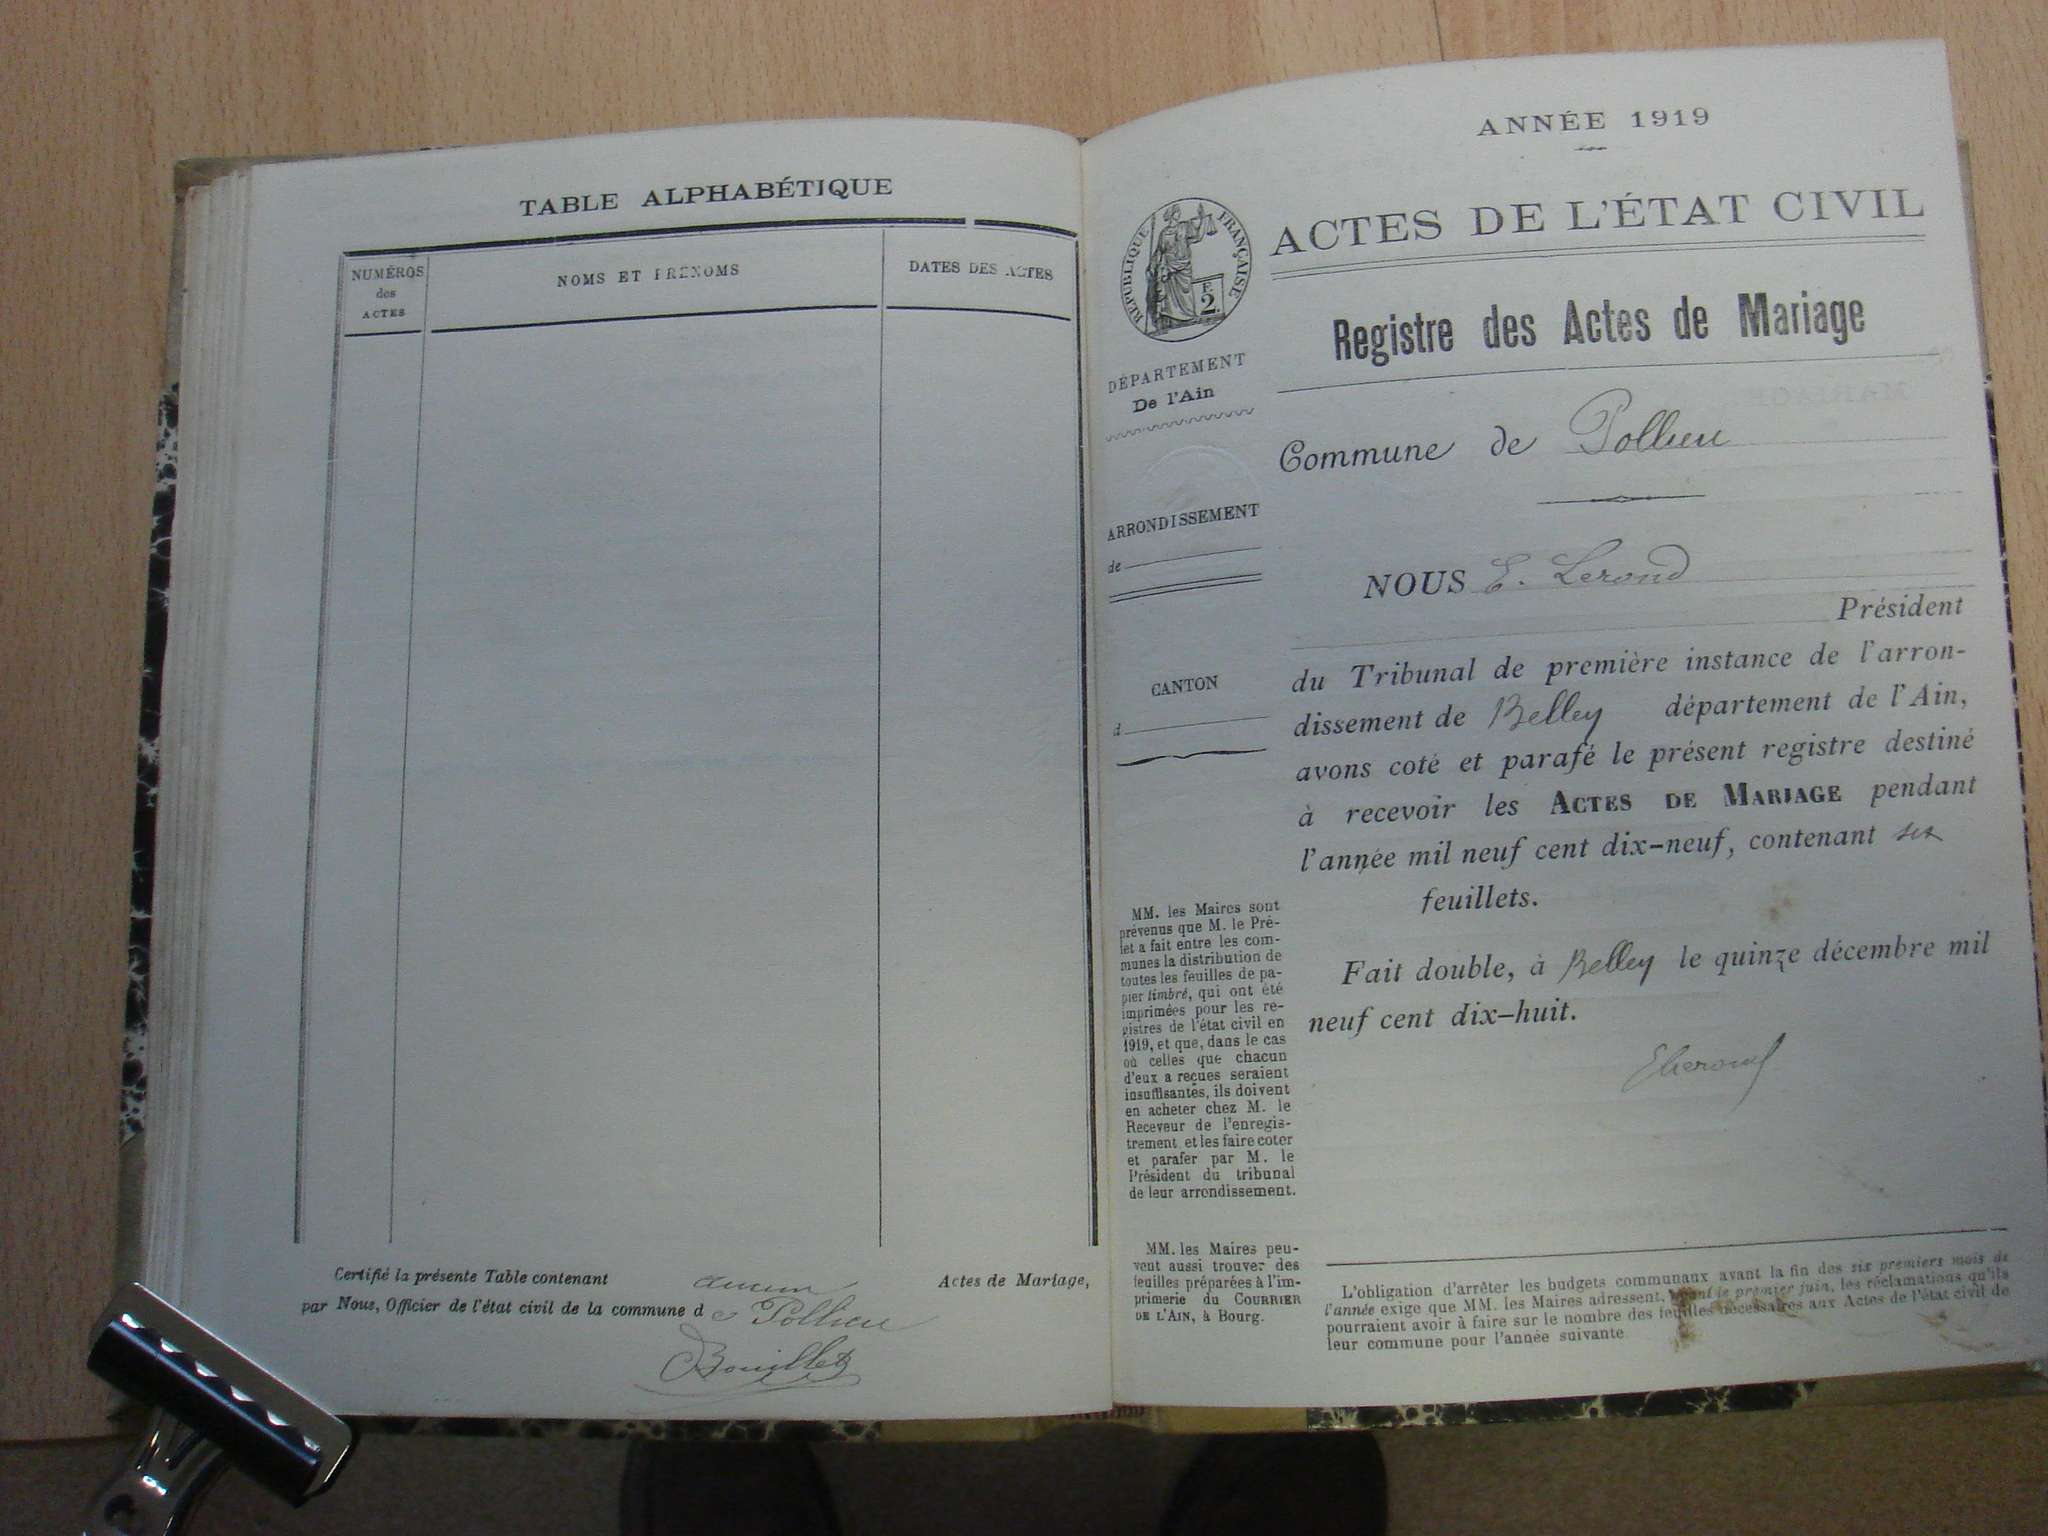 TABLE ALPHABÉTIQUE
NUMÉROS
des
ACTES
NOMS ET PRÉNOMS
DATES DES ACTES
Certifié la présente Table contenant aucun Actes de Mariage,
par Nous, Officier de l'état civil de la commune d e Pollieu
Bouillet
ANNÉE 1919
RÉPUBLIQUE FRANÇAISE
F.
2.
ACTES DE L'ÉTAT CIVIL
Registre des Actes de Mariage
DÉPARTEMENT
De l'Ain
ARRONDISSEMENT
de
CANTON
d
Commune de Pollieu
NOUS E. Lerond
Président
du Tribunal de première instance de l'arron-
dissement de Belley département de l'Ain,
avons coté et parafé le présent registre destiné
à recevoir les ACTES DE MARIAGE pendant
l'année mil neuf cent dix-neuf, contenant six
feuillets.
Fait double, à Belley le quinze décembre mil
neuf cent dix-huit.
ELerond
MM. les Maires sont
prévenus que M. le Pré-
fet a fait entre les com-
munes la distribution de
toutes les feuilles de pa-
pier timbré, qui ont été
imprimées pour les re-
gistres de l'état civil en
1919, et que, dans le cas
où celles que chacun
d'eux a reçues seraient
insuffisantes, ils doivent
en acheter chez M. le
Receveur de l'enregis-
trement et les faire coter
et parafer par M. le
Président du tribunal
de leur arrondissement.
MM. les Maires peu-
vent aussi trouver des
feuilles préparées à l'im-
primerie du COURRIER
DE L'AIN, à Bourg.
L'obligation d'arrêter les budgets communaux avant la fin des six premiers mois de
l'année exige que MM. les Maires adressent, avant le premier juin, les réclamations qu'ils
pourraient avoir à faire sur le nombre des feuilles nécessaires aux Actes de l'état civil de
leur commune pour l'année suivante